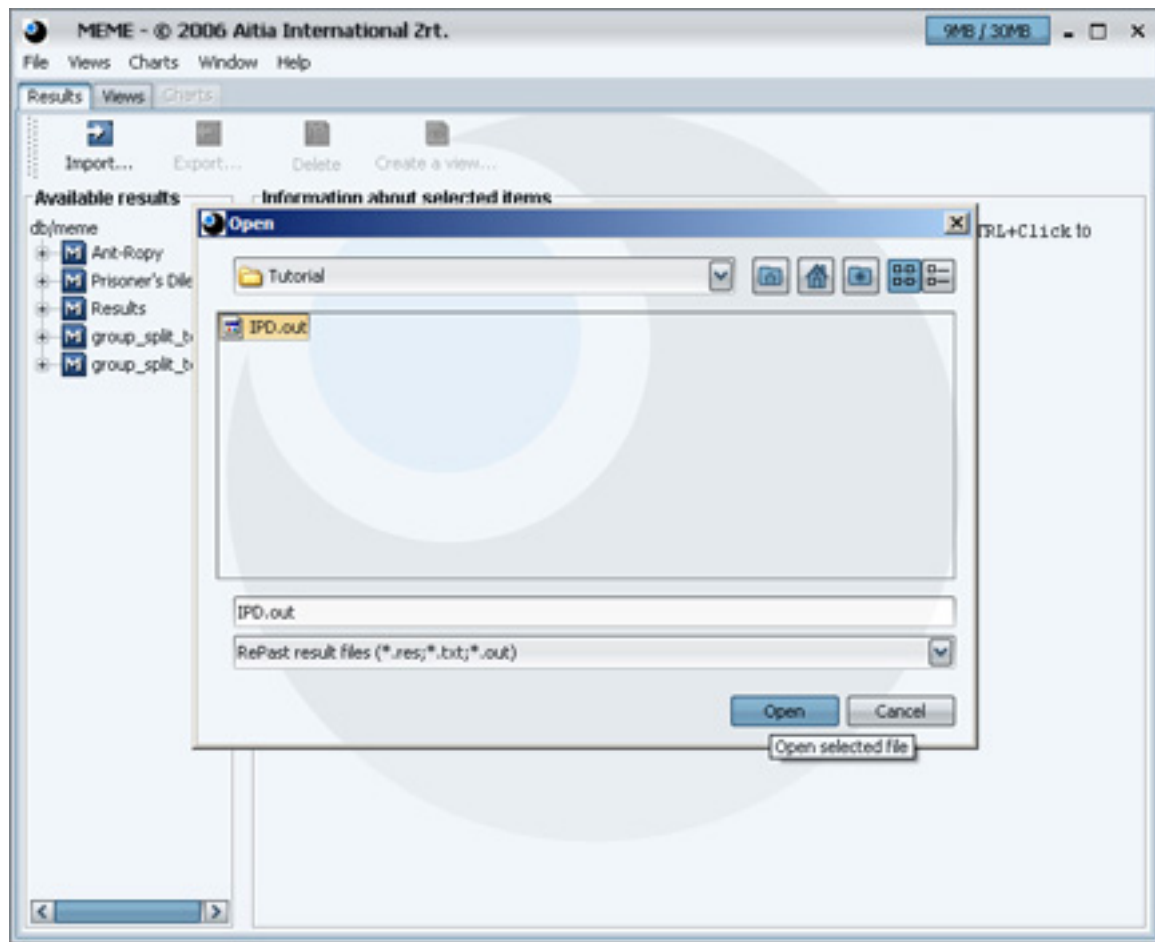 MEME - © 2006 Aitia International Zrt.
9MB / 30MB
File Views Charts Window Help
Results Views Charts
Import... Export... Delete Create a view...
Available results
Information about selected items
db/meme
TRL+Click to
Ant-Ropy
Prisoner's Dile
Results
group_split_t
group_split_t
Open
Tutorial
IPD.out
IPD.out
RePast result files (*.res;*.txt;*.out)
Open Cancel
Open selected file